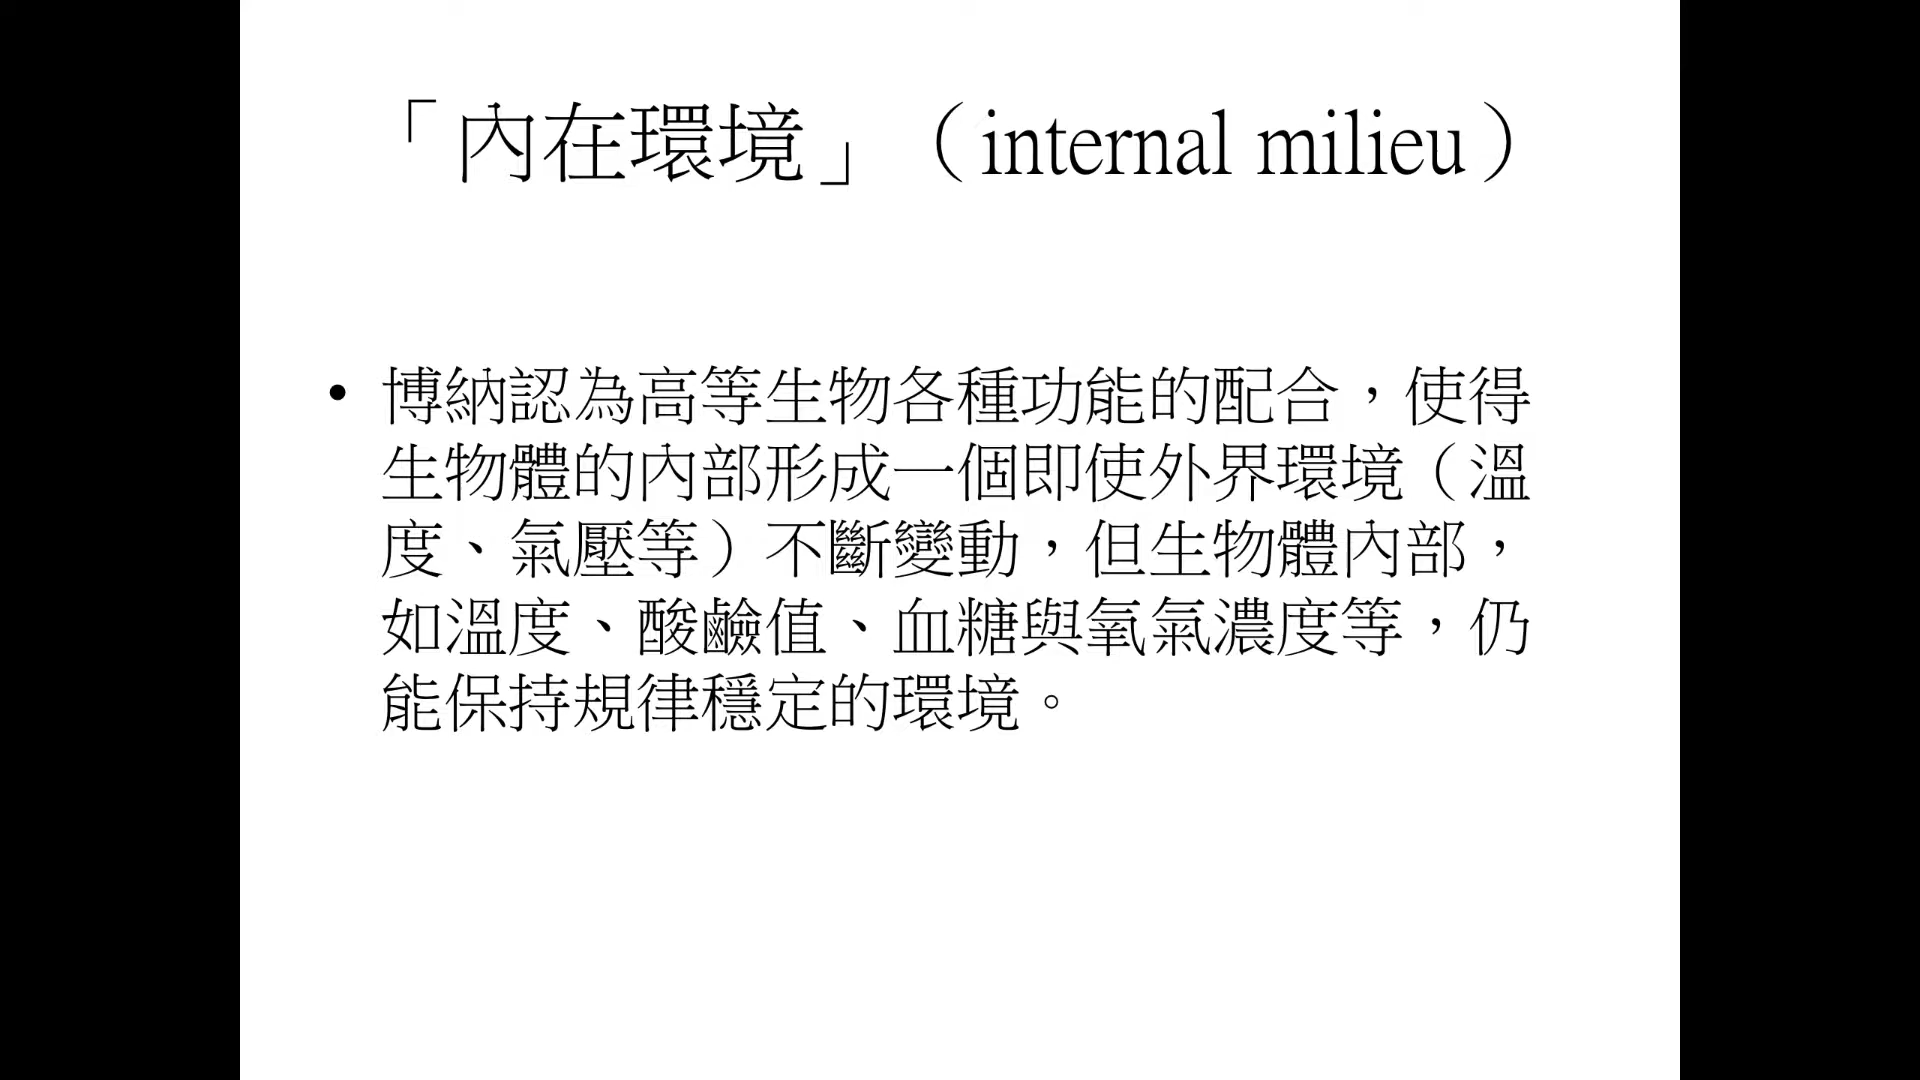 「內在環境」（internal milieu）
• 博納認為高等生物各種功能的配合，使得
生物體的內部形成一個即使外界環境（溫
度、氣壓等）不斷變動，但生物體內部，
如溫度、酸鹼值、血糖與氧氣濃度等，仍
能保持規律穩定的環境。